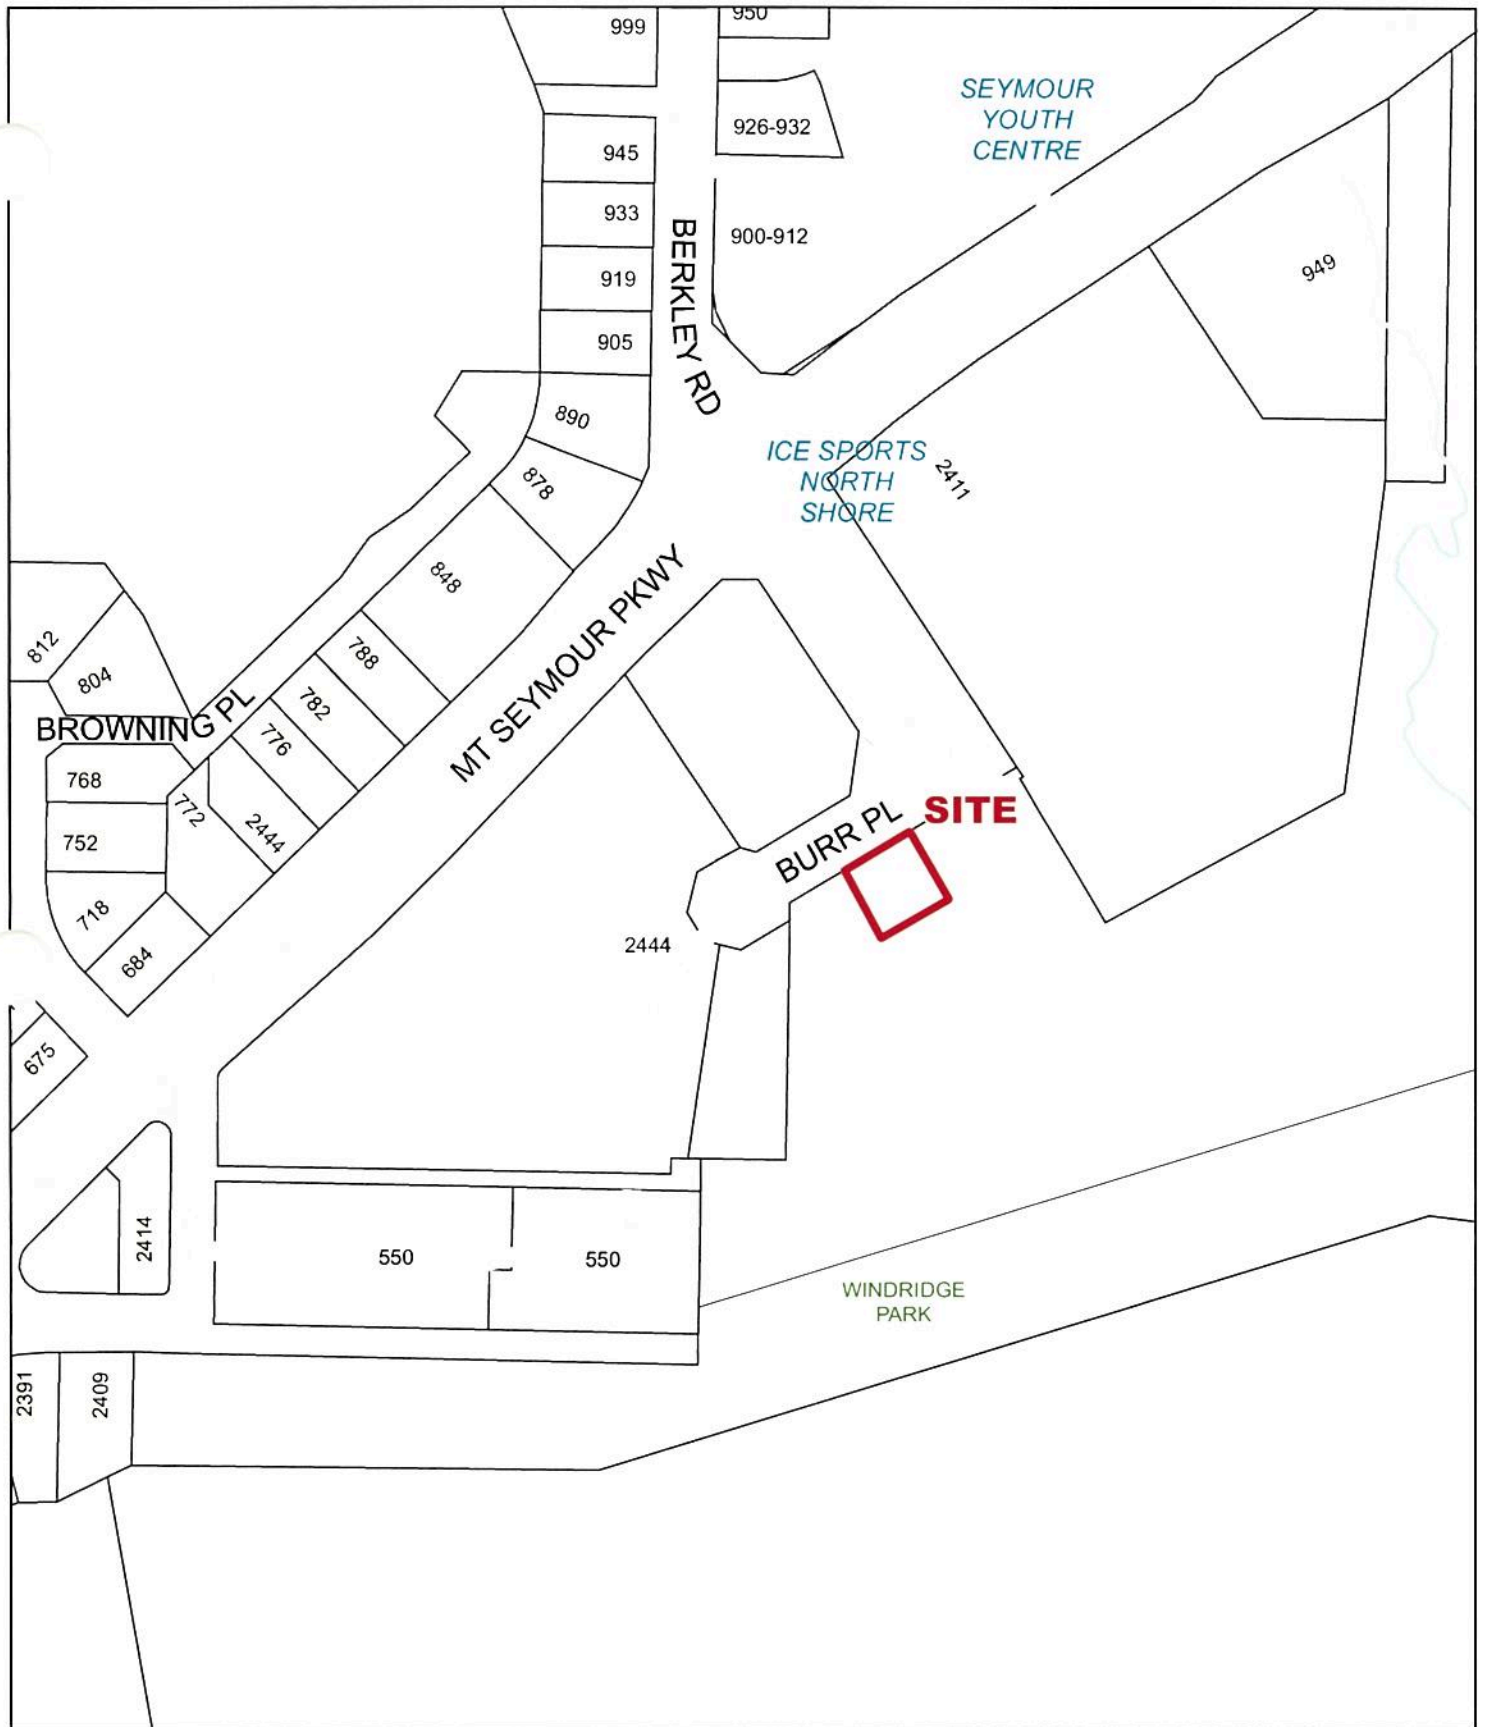 999
950
926-932
SEYMOUR
YOUTH
CENTRE
945
933
919
905
BERKLEY RD
900-912
949
890
878
848
ICE SPORTS
NORTH
SHORE
2411
812
804
788
782
776
MT SEYMOUR PKWY
BROWNING PL
768
752
772
2444
718
684
BURR PL
SITE
2444
675
2414
550
550
WINDRIDGE
PARK
2391
2409